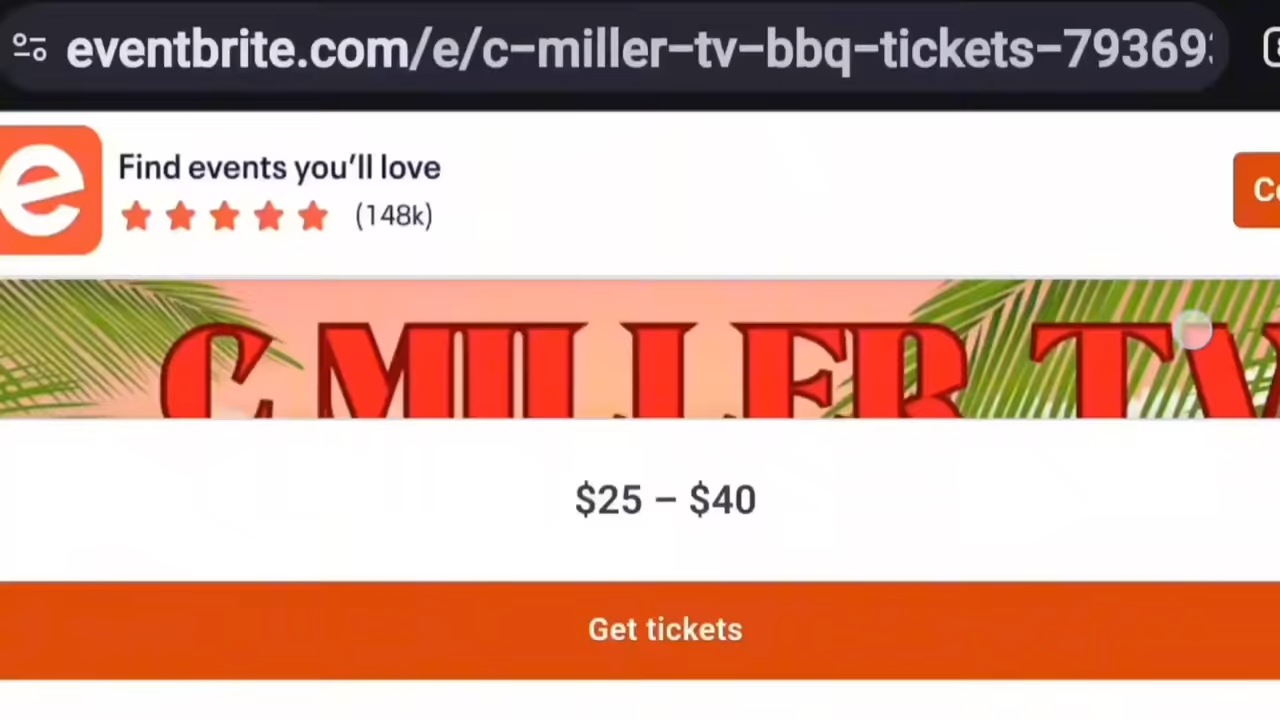 eventbrite.com/e/c-miller-tv-bbq-tickets-79369
e
Find events you'll love
(148k)
C MILLER TV
$25 – $40
Get tickets